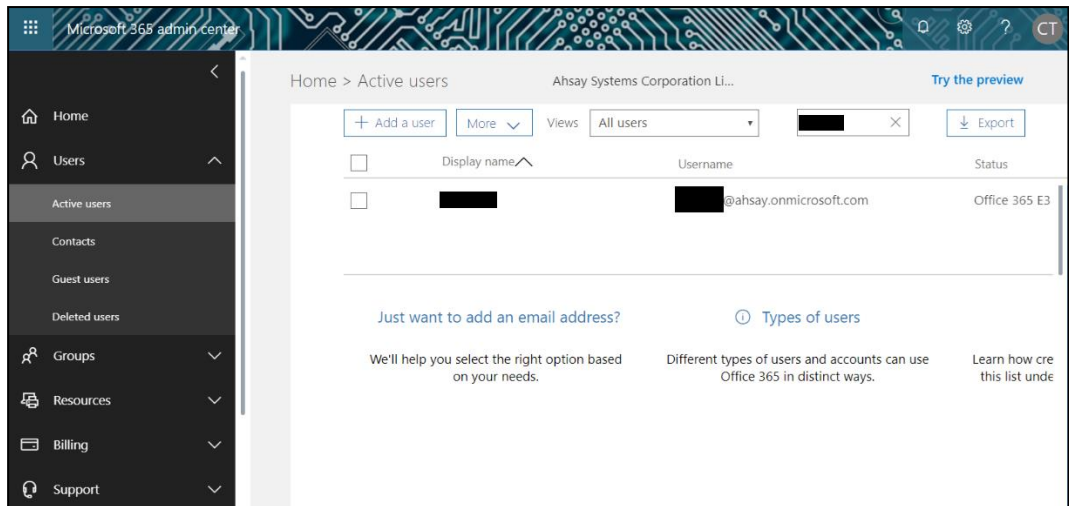 Microsoft 365 admin center
? CT
Home > Active users Ahsay Systems Corporation Li... Try the preview
Home
Users
Active users
Contacts
Guest users
Deleted users
Groups
Resources
Billing
Support
+ Add a user More Views All users Export
Display name Username Status
@ahsay.onmicrosoft.com Office 365 E3
Just want to add an email address?
We'll help you select the right option based
on your needs.
Types of users
Different types of users and accounts can use
Office 365 in distinct ways.
Learn how cre
this list unde